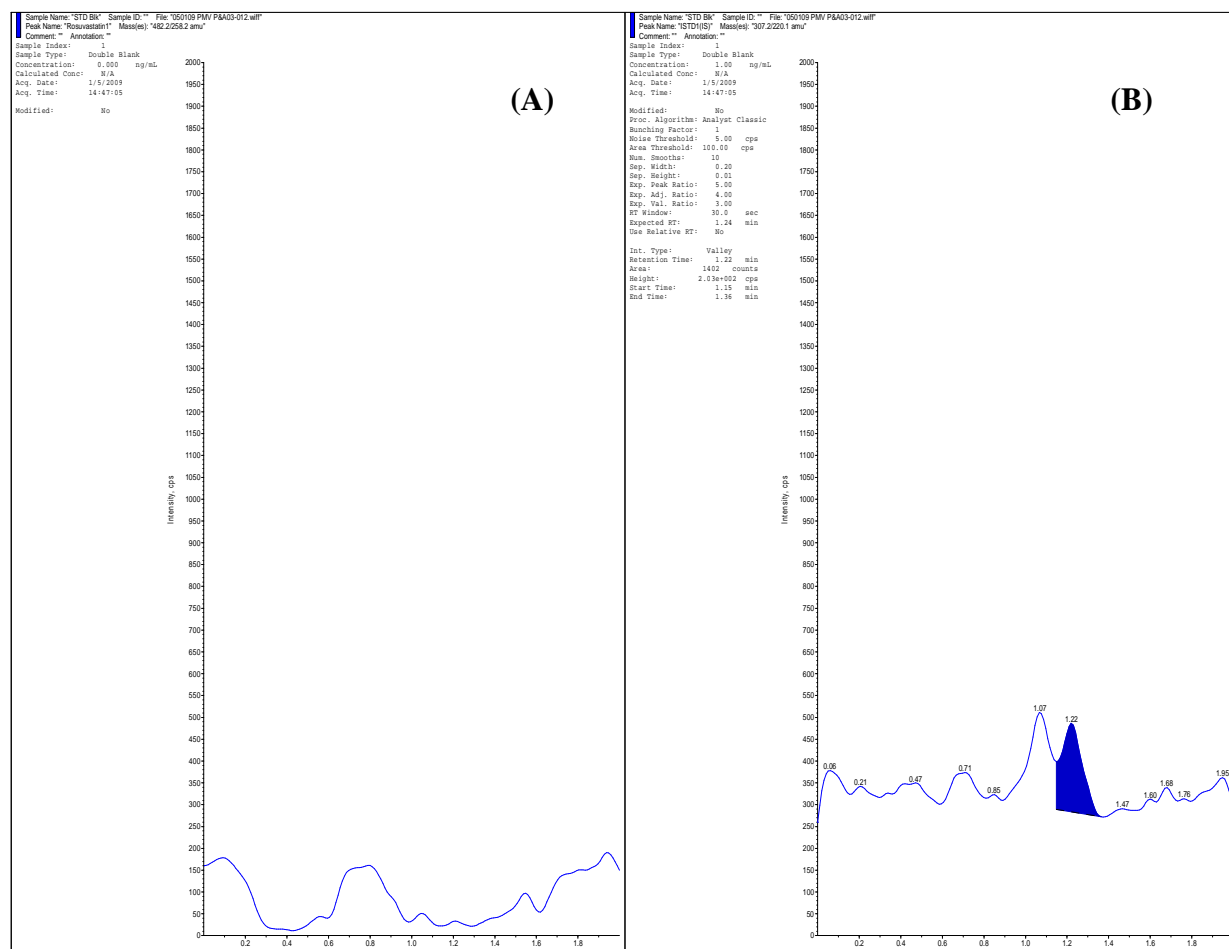 Sample Name: "STD Blk" Sample ID: "" File: "050109 PMV P&A03-012.wiff"
Peak Name: "Rosuvastatin1" Mass(es): "482.2/258.2 amu"
Comment: "" Annotation: ""
Sample Index: 1
Sample Type: Double Blank
Concentration: 0.000 ng/mL
Calculated Conc: N/A
Acq. Date: 1/5/2009
Acq. Time: 14:47:05
Modified: No
(A)
2000
1950
1900
1850
1800
1750
1700
1650
1600
1550
1500
1450
1400
1350
1300
1250
1200
1150
1100
1050
1000
950
900
850
800
750
700
650
600
550
500
450
400
350
300
250
200
150
100
50
0
Intensity, cps
0.2 0.4 0.6 0.8 1.0 1.2 1.4 1.6 1.8
Sample Name: "STD Blk" Sample ID: "" File: "050109 PMV P&A03-012.wiff"
Peak Name: "ISTD1(IS)" Mass(es): "307.2/220.1 amu"
Comment: "" Annotation: ""
Sample Index: 1
Sample Type: Double Blank
Concentration: 1.00 ng/mL
Calculated Conc: N/A
Acq. Date: 1/5/2009
Acq. Time: 14:47:05
Modified: No
Proc. Algorithm: Analyst Classic
Bunching Factor: 1
Noise Threshold: 5.00 cps
Area Threshold: 100.00 cps
Num. Smooths: 10
Sep. Width: 0.20
Sep. Height: 0.01
Exp. Peak Ratio: 5.00
Exp. Adj. Ratio: 4.00
Exp. Val. Ratio: 3.00
RT Window: 30.0 sec
Expected RT: 1.24 min
Use Relative RT: No
Int. Type: Valley
Retention Time: 1.22 min
Area: 1402 counts
Height: 2.03e+002 cps
Start Time: 1.15 min
End Time: 1.36 min
(B)
2000
1950
1900
1850
1800
1750
1700
1650
1600
1550
1500
1450
1400
1350
1300
1250
1200
1150
1100
1050
1000
950
900
850
800
750
700
650
600
550
500
450
400
350
300
250
200
150
100
50
0
Intensity, cps
0.06 0.21 0.47 0.71 0.85 1.07 1.22 1.47 1.60 1.68 1.76 1.95
0.2 0.4 0.6 0.8 1.0 1.2 1.4 1.6 1.8